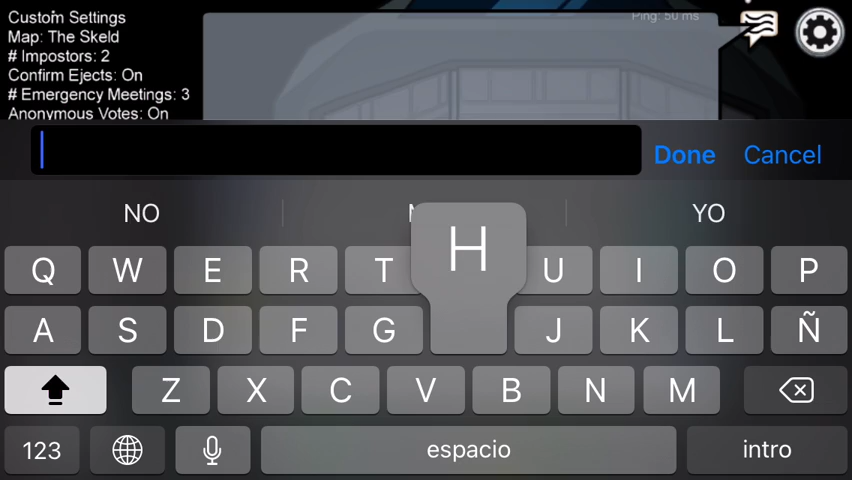 Custom Settings
Map: The Skeld
# Impostors: 2
Confirm Ejects: On
# Emergency Meetings: 3
Anonymous Votes: On
Ping: 50 ms
Done Cancel
NO YO
Q W E R T U I O P
H
A S D F G J K L Ñ
Z X C V B N M
123 espacio intro